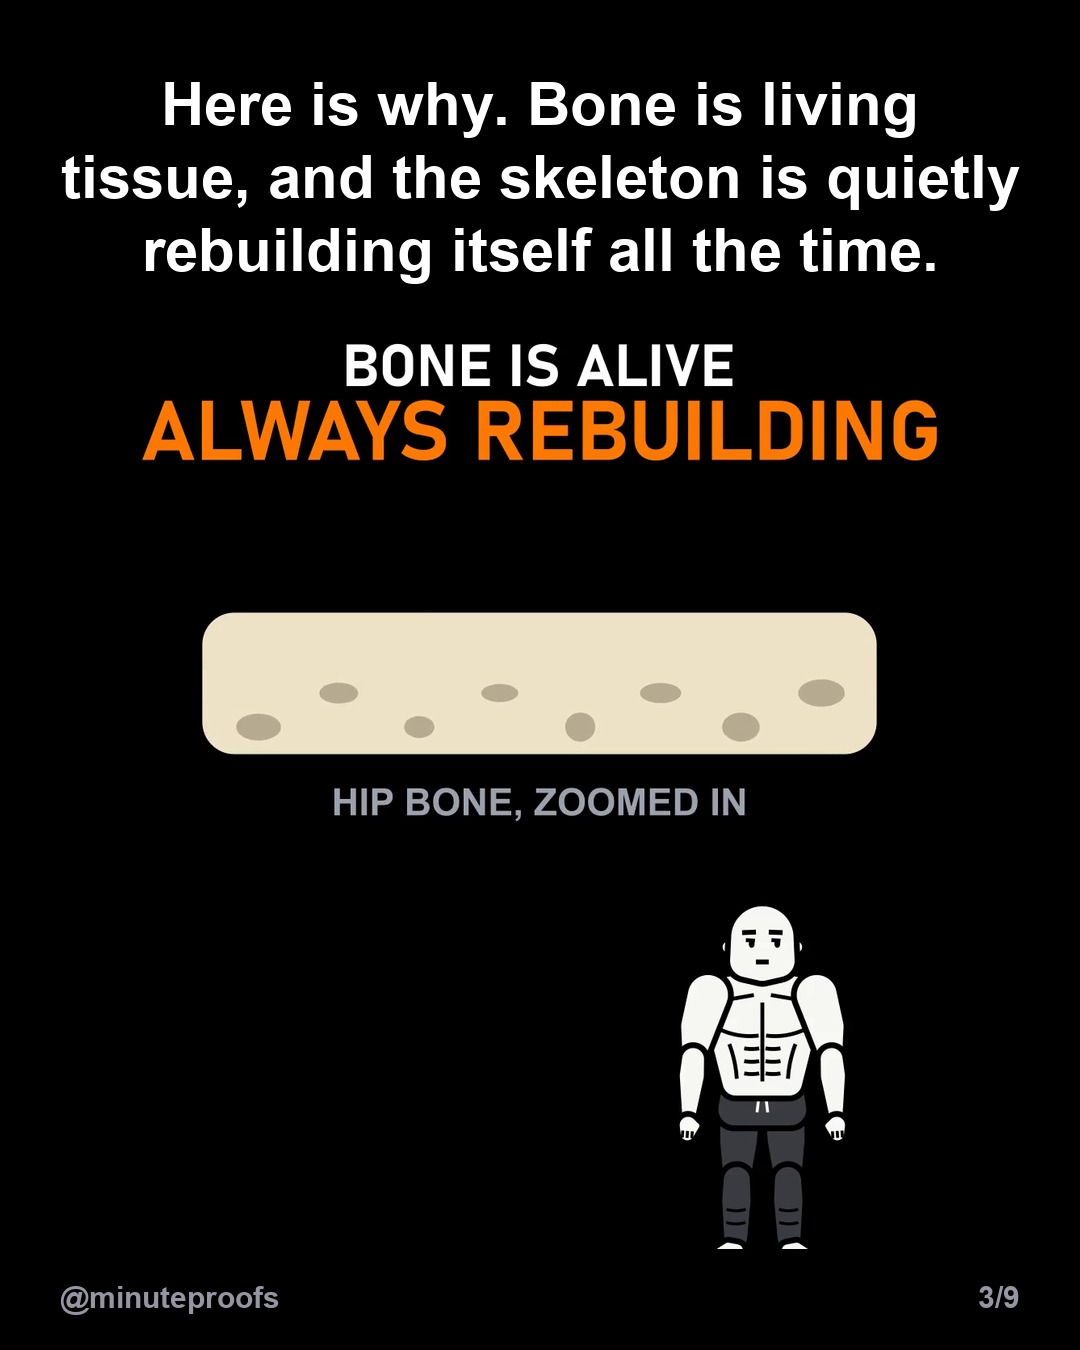 Here is why. Bone is living
tissue, and the skeleton is quietly
rebuilding itself all the time.
BONE IS ALIVE
ALWAYS REBUILDING
HIP BONE, ZOOMED IN
@minuteproofs
3/9